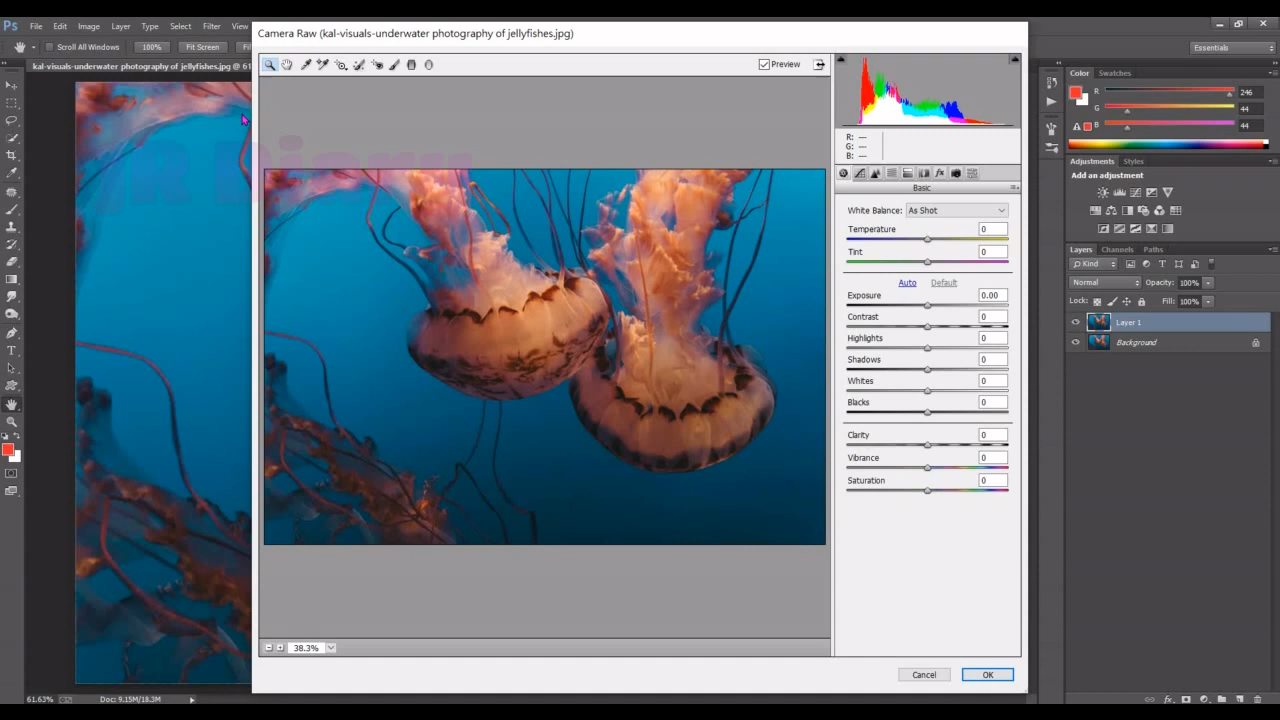 Ps File Edit Image Layer Type Select Filter View
Camera Raw (kal-visuals-underwater photography of jellyfishes.jpg)
Scroll All Windows 100% Fit Screen
Essentials
kal-visuals-underwater photography of jellyfishes.jpg @ 61
Preview
Color Swatches
R 246
G 44
B 44
R: ---
G: ---
B: ---
Adjustments Styles
Add an adjustment
Basic
White Balance: As Shot
Temperature 0
Tint 0
Auto Default
Exposure 0.00
Contrast 0
Highlights 0
Shadows 0
Whites 0
Blacks 0
Clarity 0
Vibrance 0
Saturation 0
Layers Channels Paths
Kind
Normal Opacity: 100%
Lock: Fill: 100%
Layer 1
Background
38.3%
Cancel OK
61.63% Doc: 9.15M/18.3M